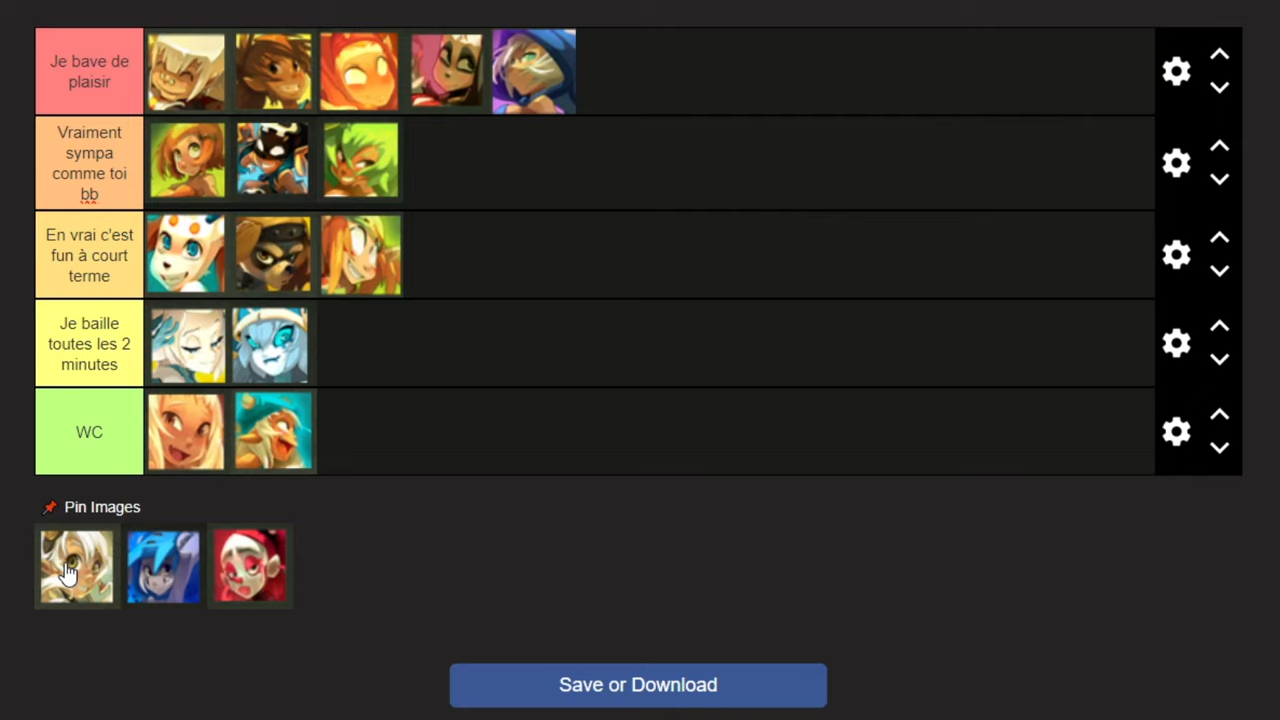 Je bave de
plaisir
Vraiment
sympa
comme toi
bb
En vrai c'est
fun à court
terme
Je baille
toutes les 2
minutes
WC
Pin Images
Save or Download